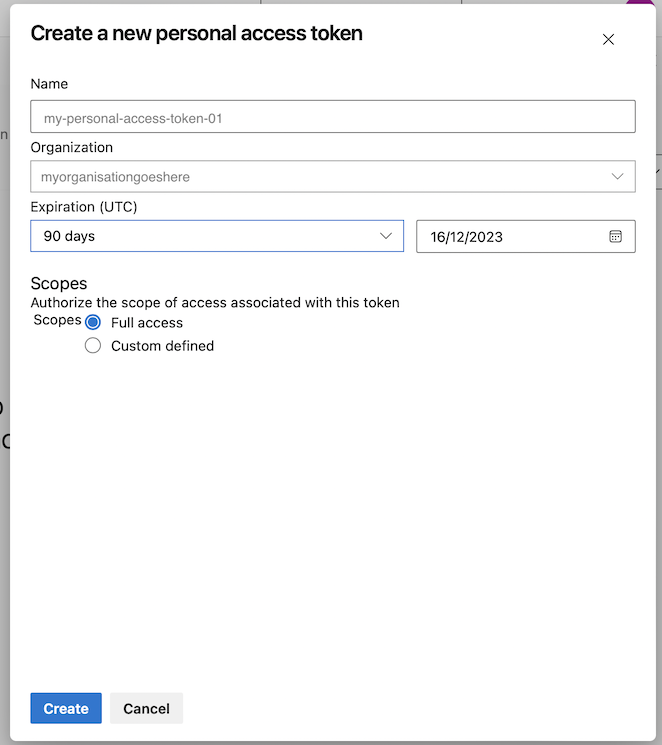 Create a new personal access token
Name
my-personal-access-token-01
Organization
myorganisationgoeshere
Expiration (UTC)
90 days
16/12/2023
Scopes
Authorize the scope of access associated with this token
Scopes Full access
Custom defined
Create Cancel